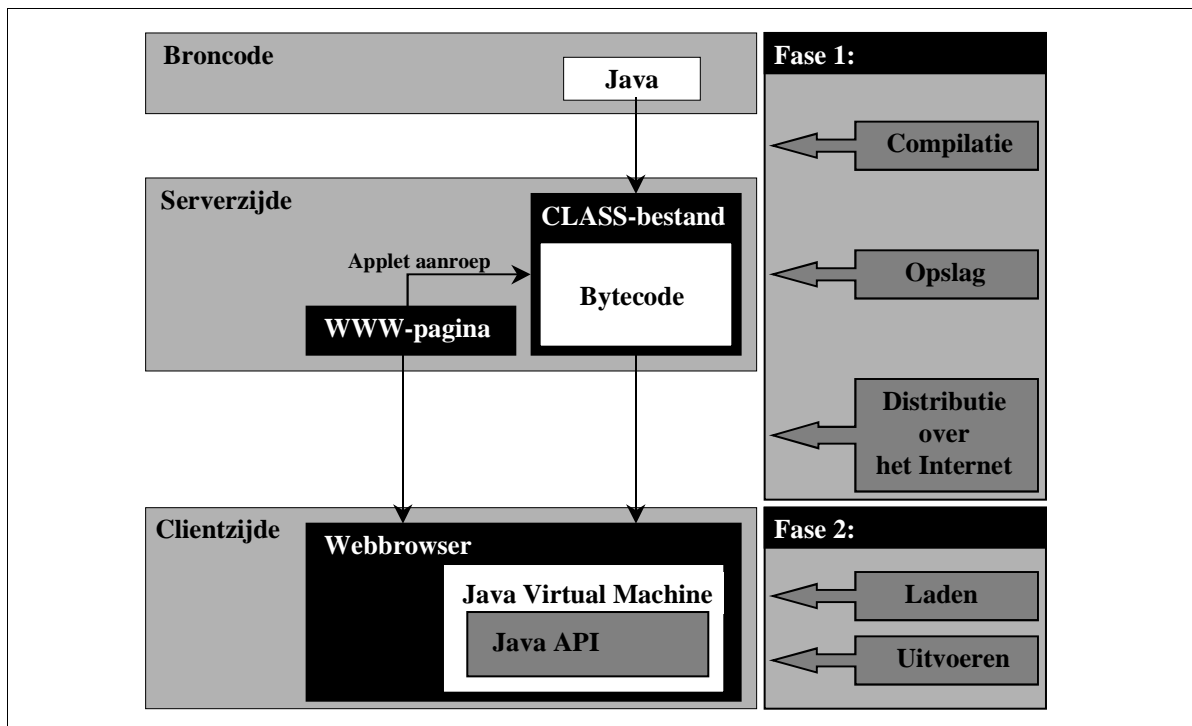 Broncode
Java
Serverzijde
CLASS-bestand
Applet aanroep
Bytecode
WWW-pagina
Clientzijde
Webbrowser
Java Virtual Machine
Java API
Fase 1:
Compilatie
Opslag
Distributie
over
het Internet
Fase 2:
Laden
Uitvoeren